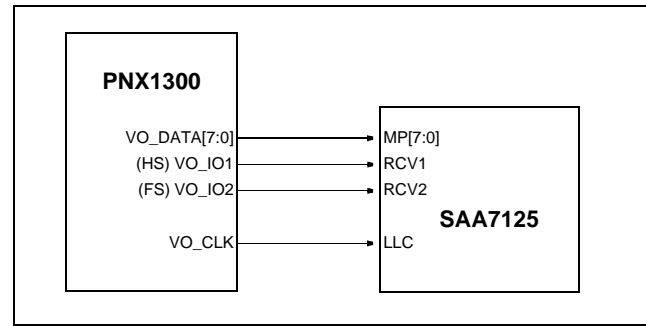 PNX1300
VO_DATA[7:0]
MP[7:0]
(HS) VO_IO1
RCV1
(FS) VO_IO2
RCV2
SAA7125
VO_CLK
LLC